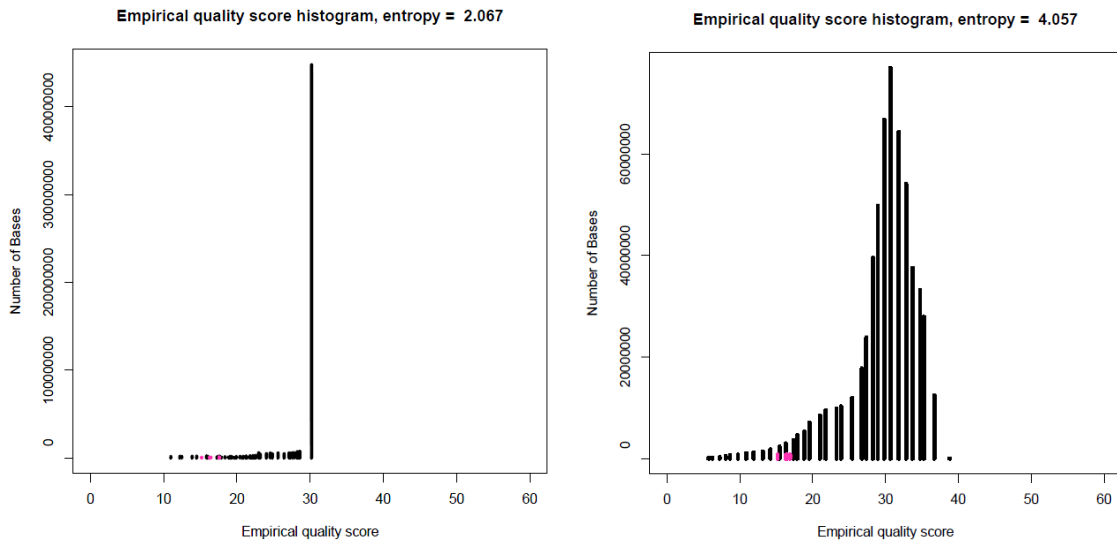 Empirical quality score histogram, entropy = 2.067
Number of Bases
400000000
300000000
200000000
100000000
0
0 10 20 30 40 50 60
Empirical quality score
Empirical quality score histogram, entropy = 4.057
Number of Bases
60000000
40000000
20000000
0
0 10 20 30 40 50 60
Empirical quality score